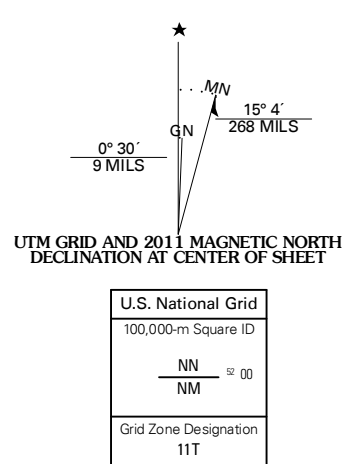 MN
GN
15° 4´
268 MILS
0° 30´
9 MILS
UTM GRID AND 2011 MAGNETIC NORTH
DECLINATION AT CENTER OF SHEET
U.S. National Grid
100,000-m Square ID
NN
52 00
NM
Grid Zone Designation
11T